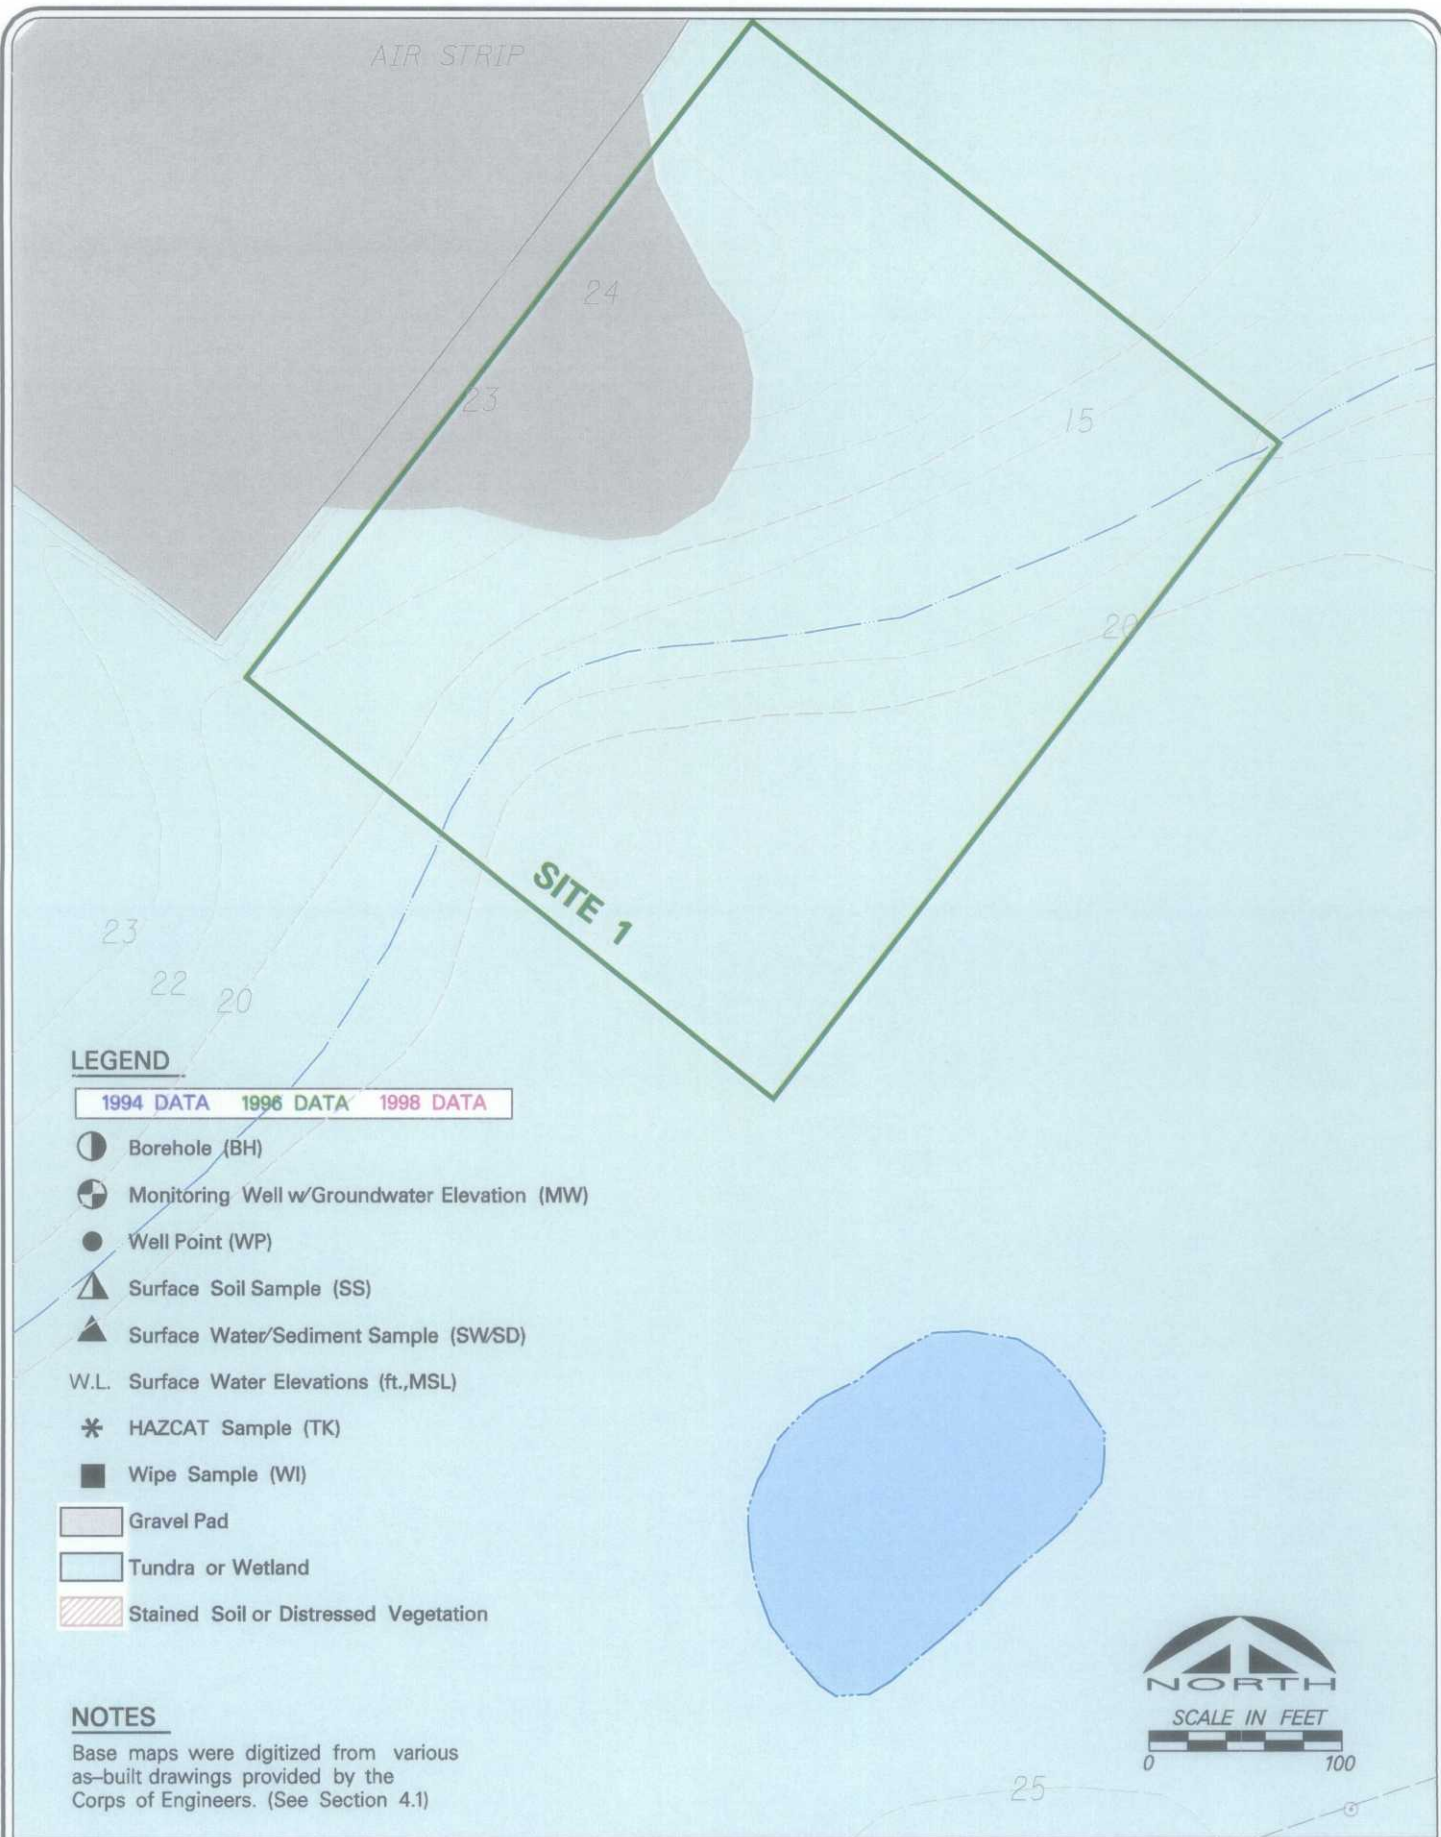 AIR STRIP
24
23
15
20
SITE 1
23
22
20
LEGEND
1994 DATA 1996 DATA 1998 DATA
Borehole (BH)
Monitoring Well w/Groundwater Elevation (MW)
Well Point (WP)
Surface Soil Sample (SS)
Surface Water/Sediment Sample (SW/SD)
W.L. Surface Water Elevations (ft.,MSL)
HAZCAT Sample (TK)
Wipe Sample (WI)
Gravel Pad
Tundra or Wetland
Stained Soil or Distressed Vegetation
NORTH
NOTES
SCALE IN FEET
0 100
Base maps were digitized from various
as-built drawings provided by the
Corps of Engineers. (See Section 4.1)
25